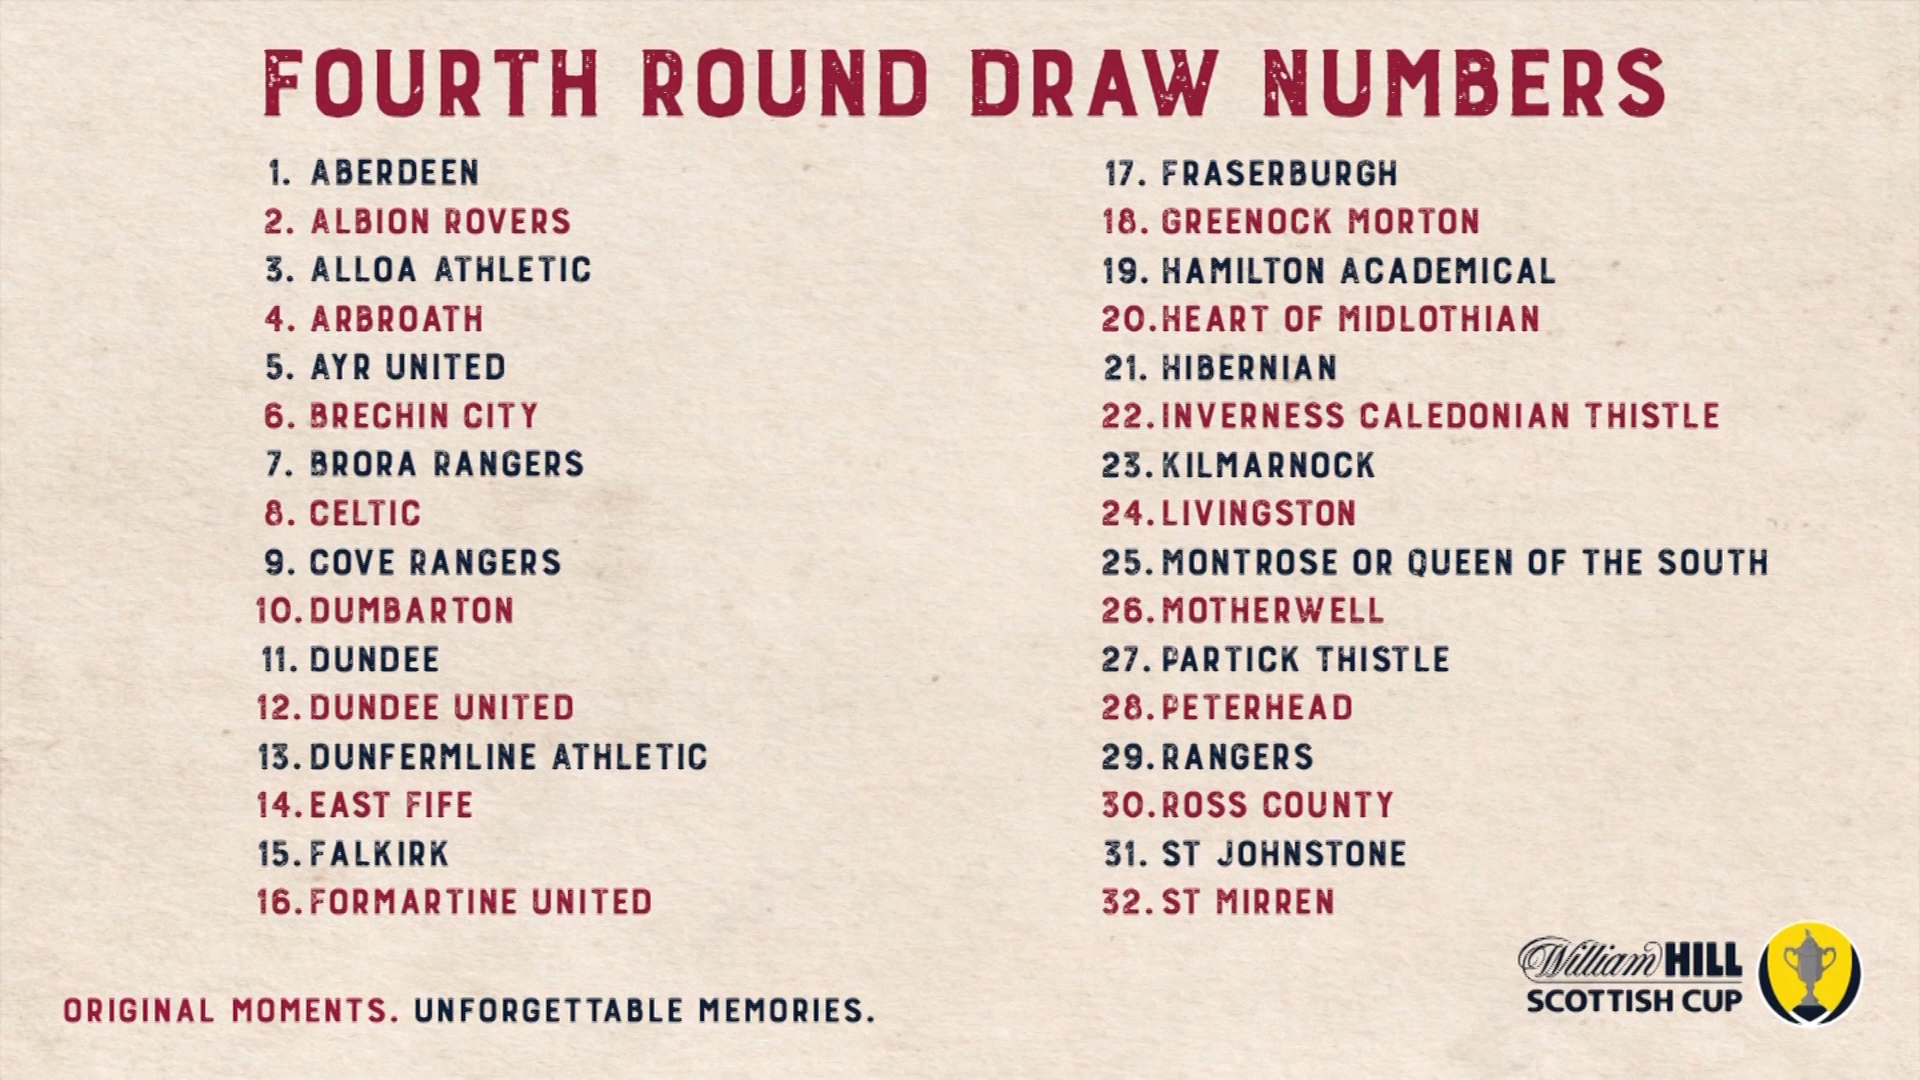 FOURTH ROUND DRAW NUMBERS
1. ABERDEEN
2. ALBION ROVERS
3. ALLOA ATHLETIC
4. ARBROATH
5. AYR UNITED
6. BRECHIN CITY
7. BRORA RANGERS
8. CELTIC
9. COVE RANGERS
10. DUMBARTON
11. DUNDEE
12. DUNDEE UNITED
13. DUNFERMLINE ATHLETIC
14. EAST FIFE
15. FALKIRK
16. FORMARTINE UNITED
17. FRASERBURGH
18. GREENOCK MORTON
19. HAMILTON ACADEMICAL
20. HEART OF MIDLOTHIAN
21. HIBERNIAN
22. INVERNESS CALEDONIAN THISTLE
23. KILMARNOCK
24. LIVINGSTON
25. MONTROSE OR QUEEN OF THE SOUTH
26. MOTHERWELL
27. PARTICK THISTLE
28. PETERHEAD
29. RANGERS
30. ROSS COUNTY
31. ST JOHNSTONE
32. ST MIRREN
William HILL
SCOTTISH CUP
ORIGINAL MOMENTS. UNFORGETTABLE MEMORIES.